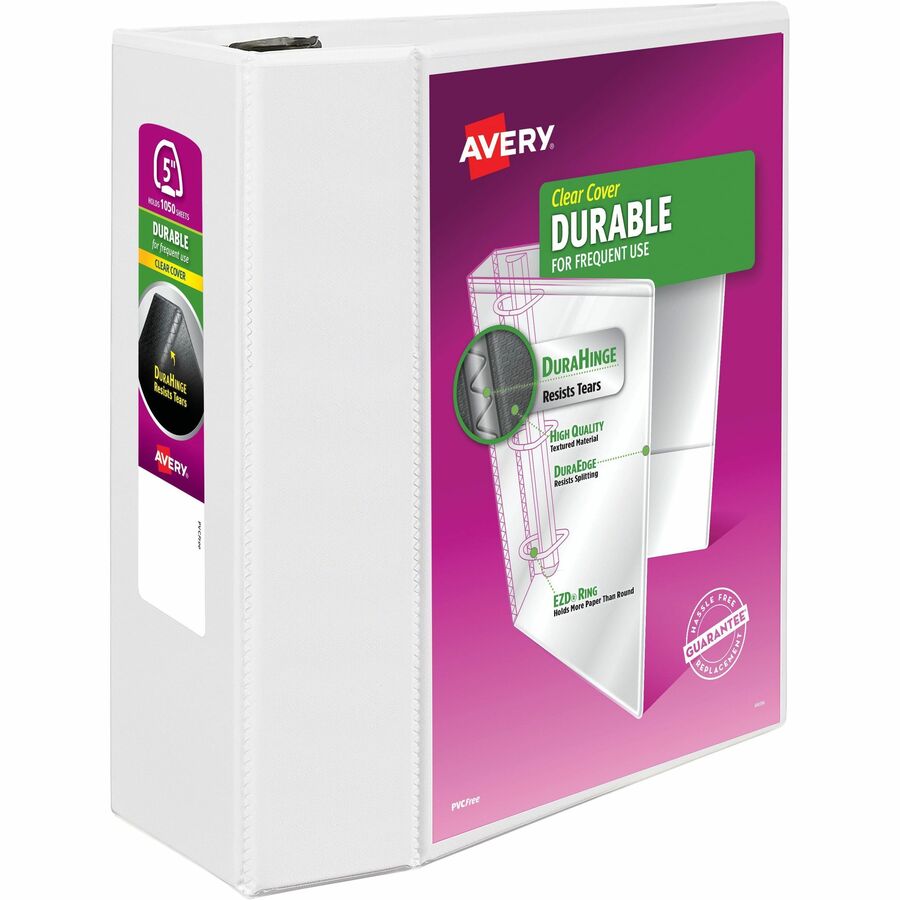 5"
HOLDS 1050 SHEETS
DURABLE
for frequent use
CLEAR COVER
DURAHINGE
Resists Tears
AVERY®
PVCfree
AVERY®
Clear Cover
DURABLE
FOR FREQUENT USE
DURAHINGE
Resists Tears
HIGH QUALITY
Textured Material
DURAEDGE
Resists Splitting
EZD® RING
Holds More Paper Than Round
HASSLE FREE
GUARANTEE
REPLACEMENT
PVCFree